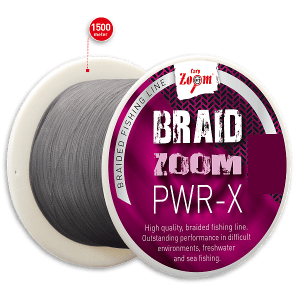 1500
meter
Carp
Zoom
BRAIDED FISHING LINE
BRAID
ZOOM
PWR-X
High quality, braided fishing line.
Outstanding performance in difficult
environments, freshwater
and sea fishing.